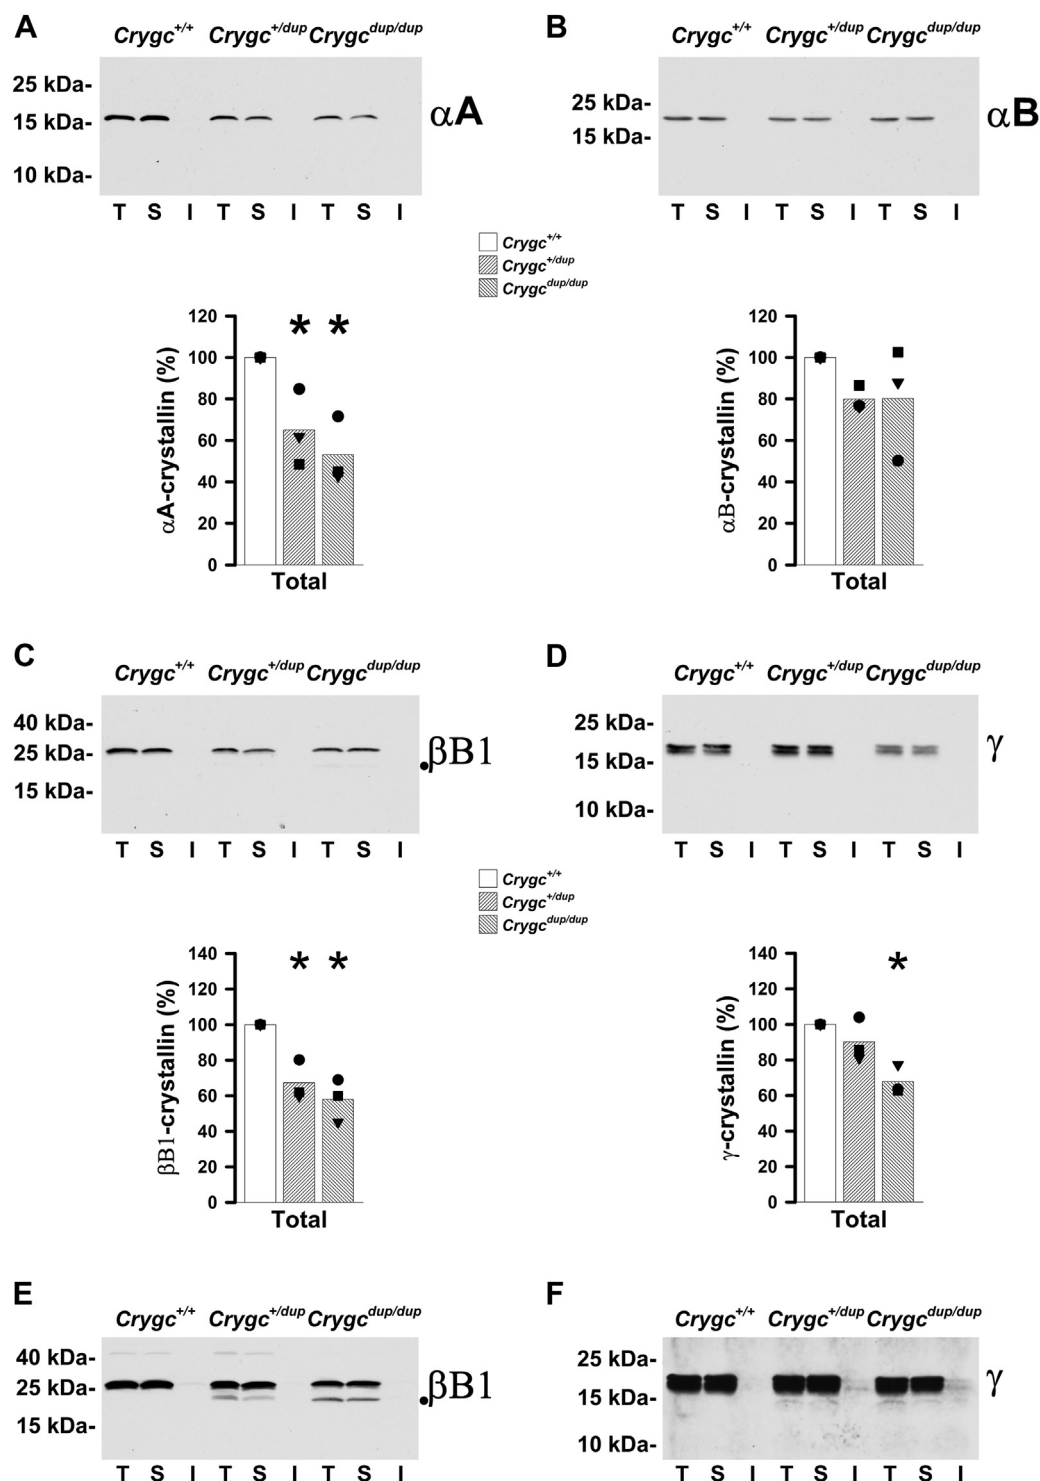 A
B
Crygc+/+ Crygc+/dup Crygcdup/dup
Crygc+/+ Crygc+/dup Crygcdup/dup
25 kDa-
15 kDa-
10 kDa-
αA
25 kDa-
15 kDa-
αB
T S I T S I T S I
T S I T S I T S I
Crygc+/+
Crygc+/dup
Crygcdup/dup
αA-crystallin (%)
120
100
80
60
40
20
0
* *
Total
αB-crystallin (%)
120
100
80
60
40
20
0
Total
C
D
Crygc+/+ Crygc+/dup Crygcdup/dup
Crygc+/+ Crygc+/dup Crygcdup/dup
40 kDa-
25 kDa-
15 kDa-
βB1
25 kDa-
15 kDa-
10 kDa-
γ
T S I T S I T S I
T S I T S I T S I
Crygc+/+
Crygc+/dup
Crygcdup/dup
βB1-crystallin (%)
140
120
100
80
60
40
20
0
* *
Total
γ-crystallin (%)
140
120
100
80
60
40
20
0
*
Total
E
F
Crygc+/+ Crygc+/dup Crygcdup/dup
Crygc+/+ Crygc+/dup Crygcdup/dup
40 kDa-
25 kDa-
15 kDa-
βB1
25 kDa-
15 kDa-
10 kDa-
γ
T S I T S I T S I
T S I T S I T S I